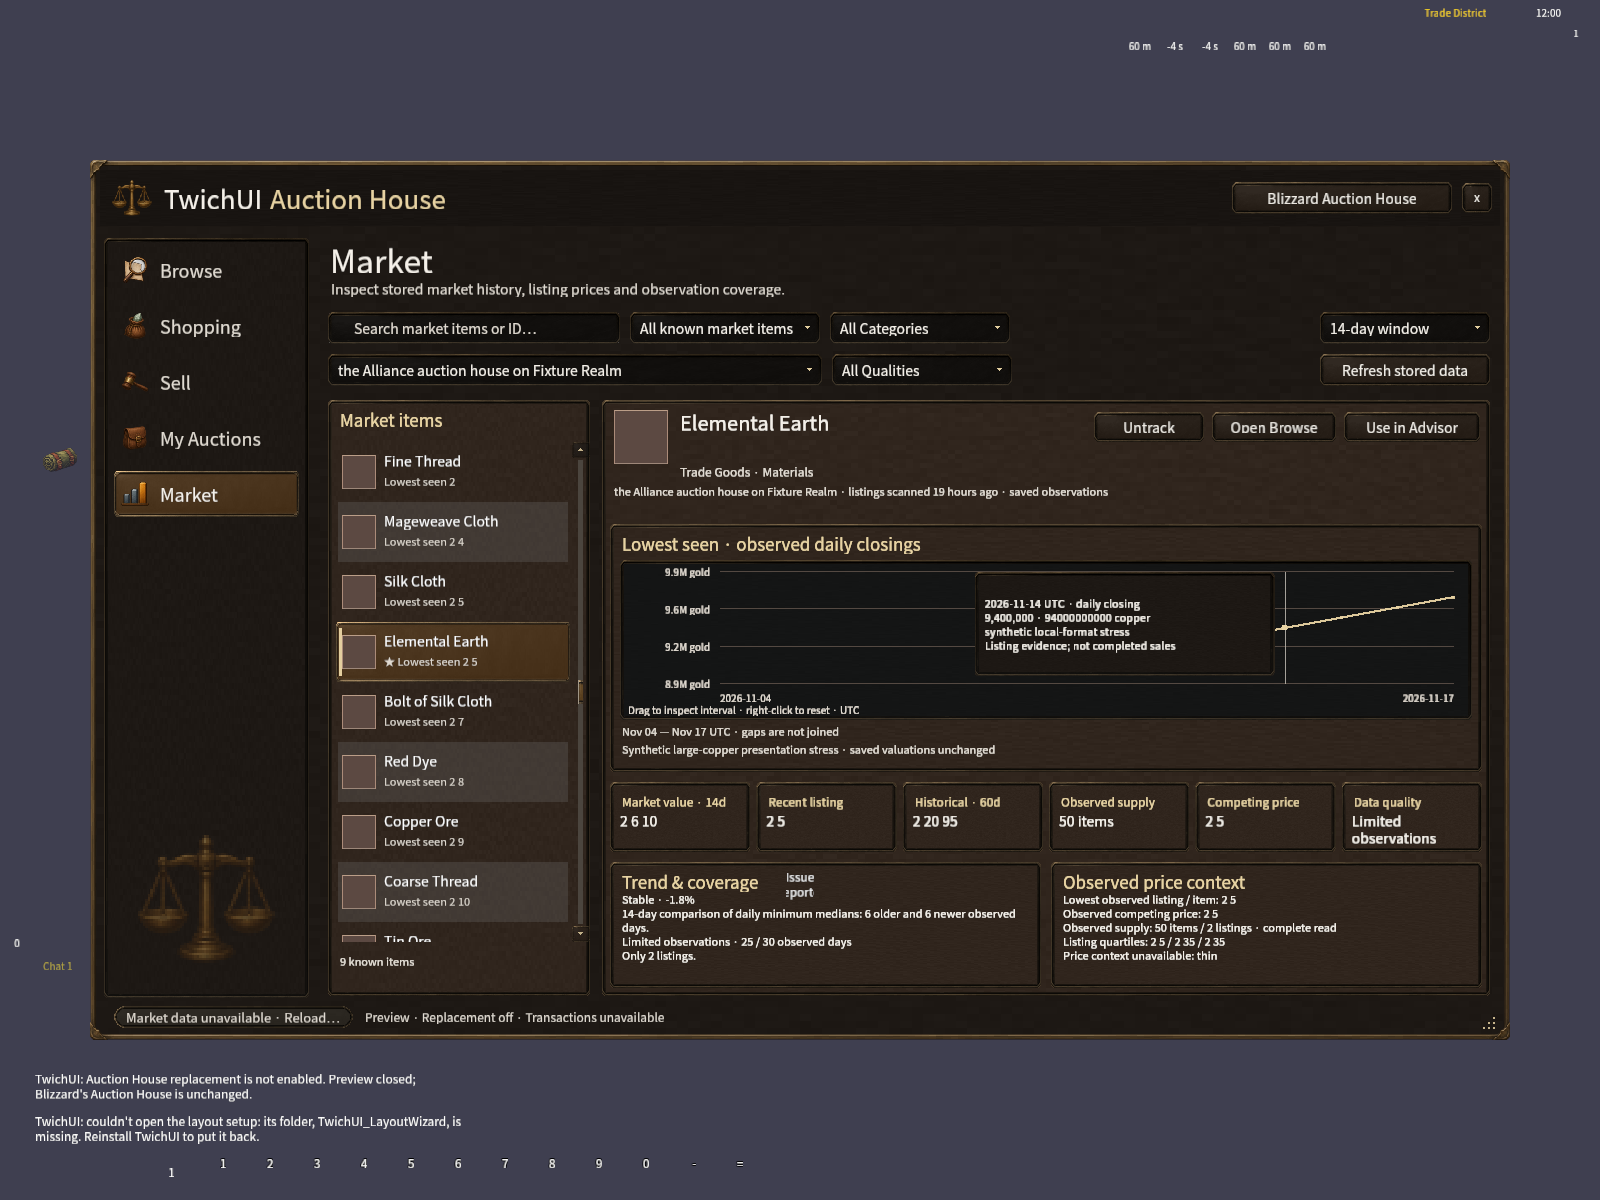 Trade District
12:00
1
60 m -4 s -4 s 60 m 60 m 60 m
TwichUI Auction House
Blizzard Auction House
x
Browse
Shopping
Sell
My Auctions
Market
Market
Inspect stored market history, listing prices and observation coverage.
Search market items or ID...
All known market items
All Categories
14-day window
the Alliance auction house on Fixture Realm
All Qualities
Refresh stored data
Market items
Fine Thread
Lowest seen 2
Mageweave Cloth
Lowest seen 2 4
Silk Cloth
Lowest seen 2 5
Elemental Earth
★ Lowest seen 2 5
Bolt of Silk Cloth
Lowest seen 2 7
Red Dye
Lowest seen 2 8
Copper Ore
Lowest seen 2 9
Coarse Thread
Lowest seen 2 10
Tin Ore
9 known items
Elemental Earth
Untrack
Open Browse
Use in Advisor
Trade Goods · Materials
the Alliance auction house on Fixture Realm · listings scanned 19 hours ago · saved observations
Lowest seen · observed daily closings
9.9M gold
9.6M gold
9.2M gold
8.9M gold
2026-11-14 UTC · daily closing
9,400,000 · 94000000000 copper
synthetic local-format stress
Listing evidence; not completed sales
2026-11-04
2026-11-17
Drag to inspect interval · right-click to reset · UTC
Nov 04 — Nov 17 UTC · gaps are not joined
Synthetic large-copper presentation stress · saved valuations unchanged
Market value · 14d
2 6 10
Recent listing
2 5
Historical · 60d
2 20 95
Observed supply
50 items
Competing price
2 5
Data quality
Limited
observations
Trend & coverage
Issue
eport
Stable · -1.8%
14-day comparison of daily minimum medians: 6 older and 6 newer observed
days.
Limited observations · 25 / 30 observed days
Only 2 listings.
Observed price context
Lowest observed listing / item: 2 5
Observed competing price: 2 5
Observed supply: 50 items / 2 listings · complete read
Listing quartiles: 2 5 / 2 35 / 2 35
Price context unavailable: thin
0
Chat 1
Market data unavailable · Reload...
Preview · Replacement off · Transactions unavailable
TwichUI: Auction House replacement is not enabled. Preview closed;
Blizzard's Auction House is unchanged.
TwichUI: couldn't open the layout setup: its folder, TwichUI_LayoutWizard, is
missing. Reinstall TwichUI to put it back.
1
1 2 3 4 5 6 7 8 9 0 - =